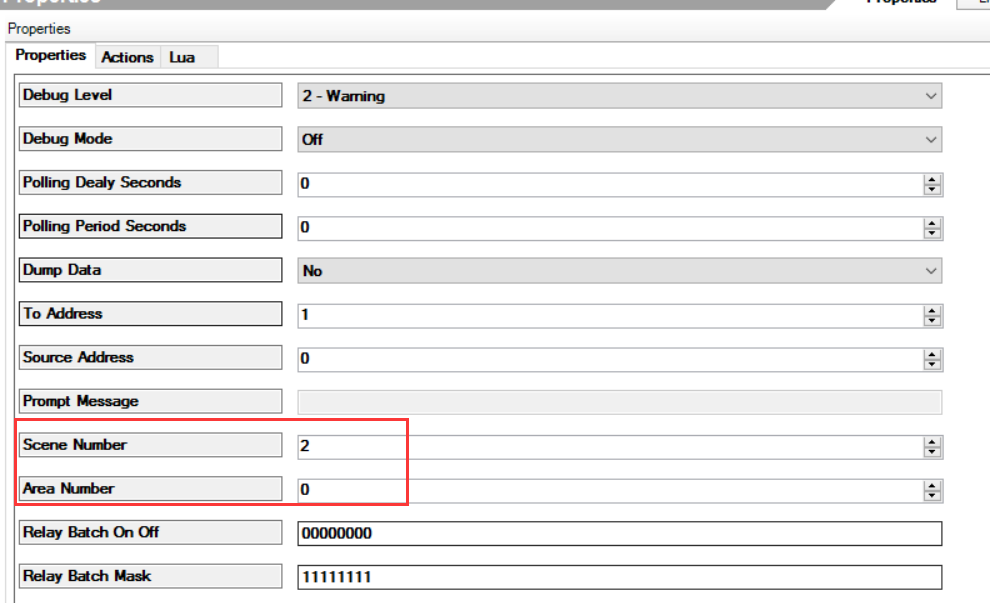 Properties
Properties
Properties
Properties Actions Lua
Debug Level 2 - Warning
Debug Mode Off
Polling Dealy Seconds 0
Polling Period Seconds 0
Dump Data No
To Address 1
Source Address 0
Prompt Message
Scene Number 2
Area Number 0
Relay Batch On Off 00000000
Relay Batch Mask 11111111